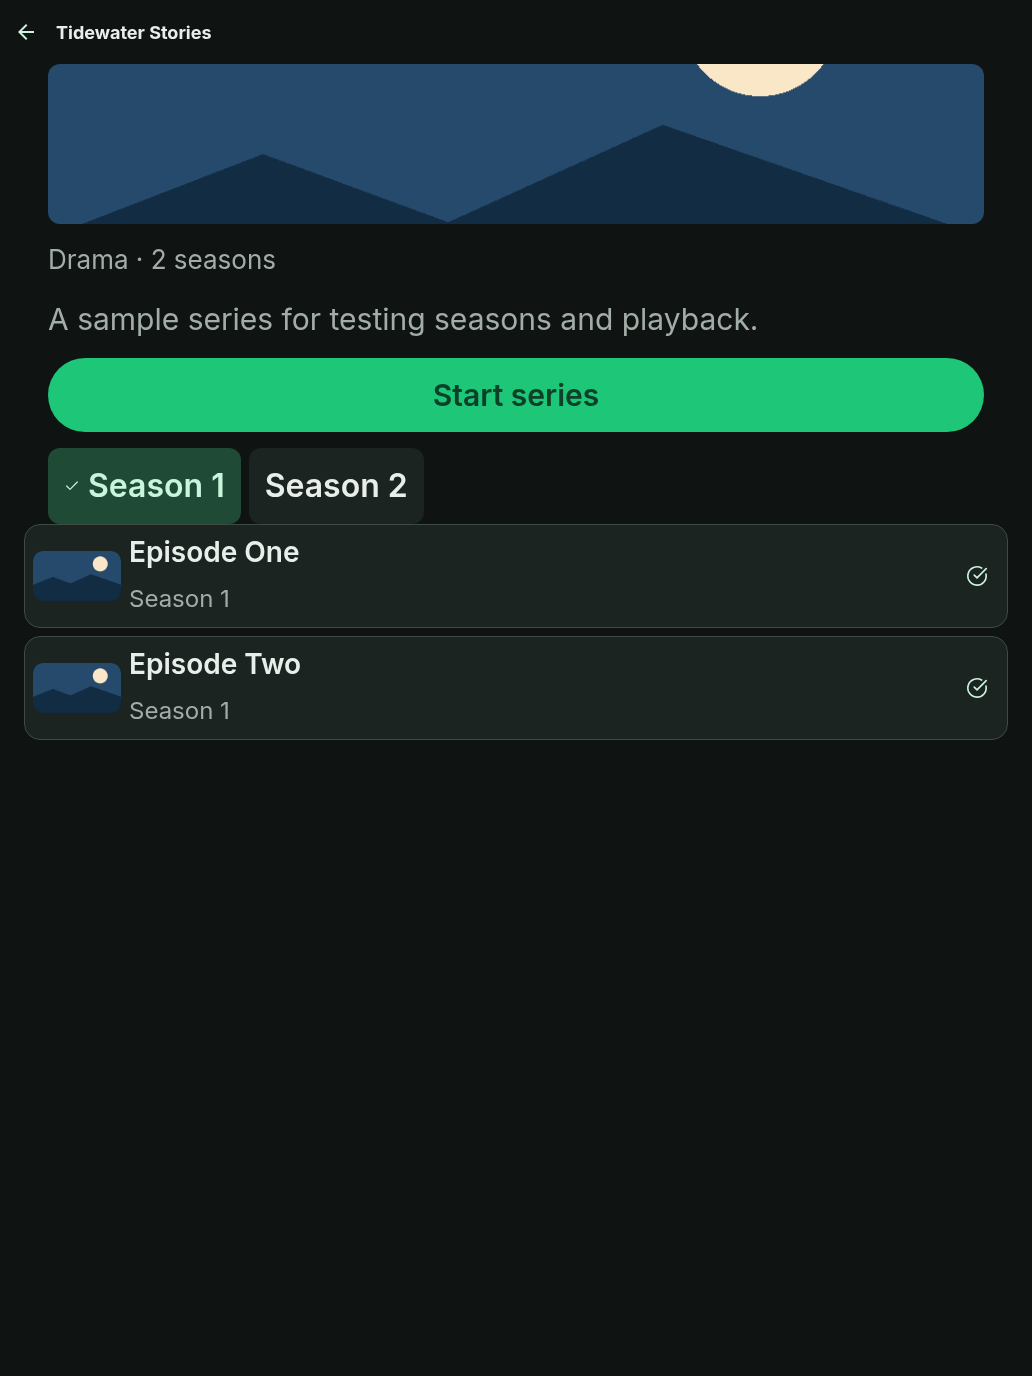 Tidewater Stories
Drama · 2 seasons
A sample series for testing seasons and playback.
Start series
Season 1
Season 2
Episode One
Season 1
Episode Two
Season 1